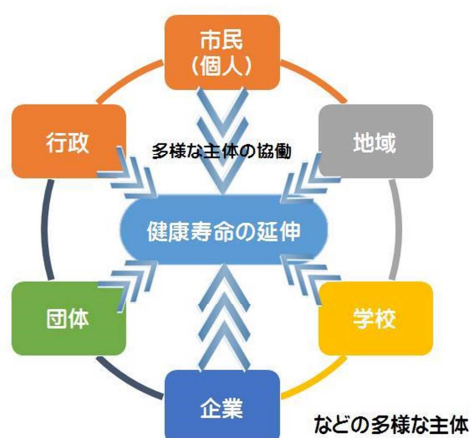 市民
（個人）
行政
多様な主体の協働
地域
健康寿命の延伸
団体
学校
企業
などの多様な主体